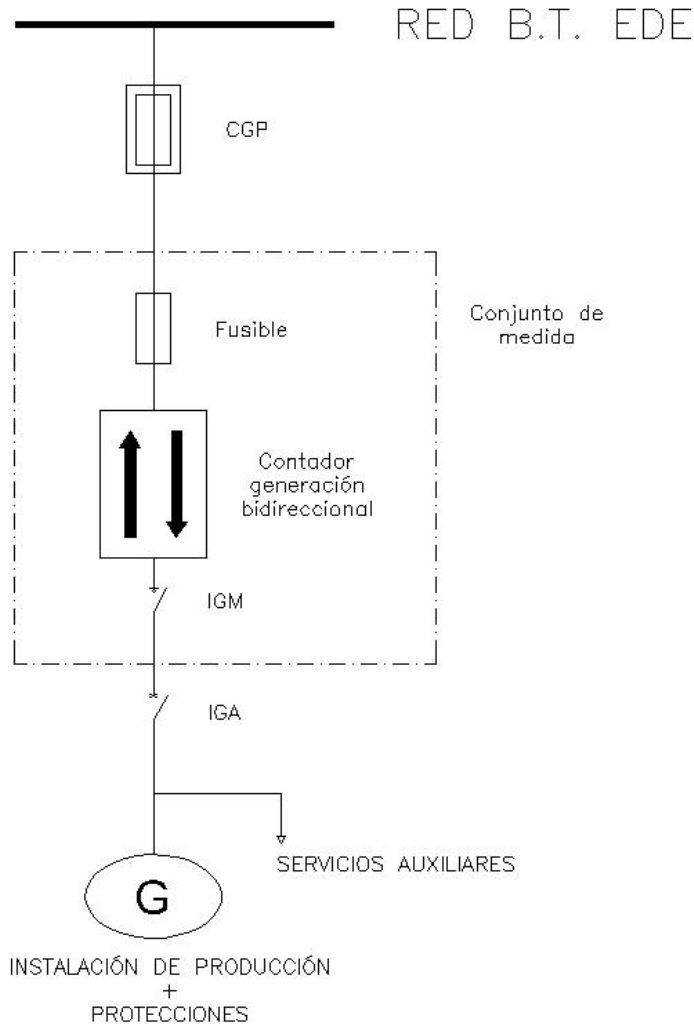 RED B.T. EDE
CGP
Fusible
Conjunto de
medida
Contador
generación
bidireccional
IGM
IGA
SERVICIOS AUXILIARES
G
INSTALACIÓN DE PRODUCCIÓN
+
PROTECCIONES